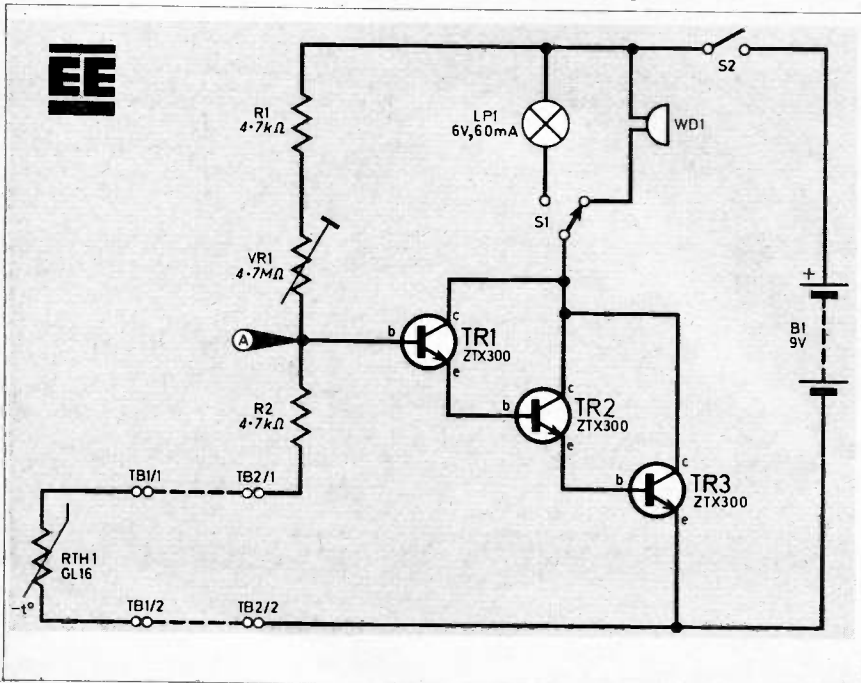 EE
R1
4·7kΩ
LP1
6V,60mA
WD1
S2
S1
VR1
4·7MΩ
A
b
c
e
TR1
ZTX300
b
c
e
TR2
ZTX300
b
c
e
TR3
ZTX300
+
B1
9V
R2
4·7kΩ
TB1/1
TB2/1
RTH1
GL16
-t°
TB1/2
TB2/2